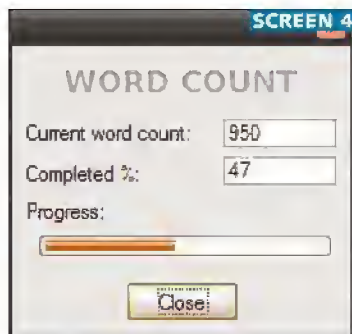 SCREEN 4
WORD COUNT
Current word count: 950
Completed %: 47
Progress:
Close